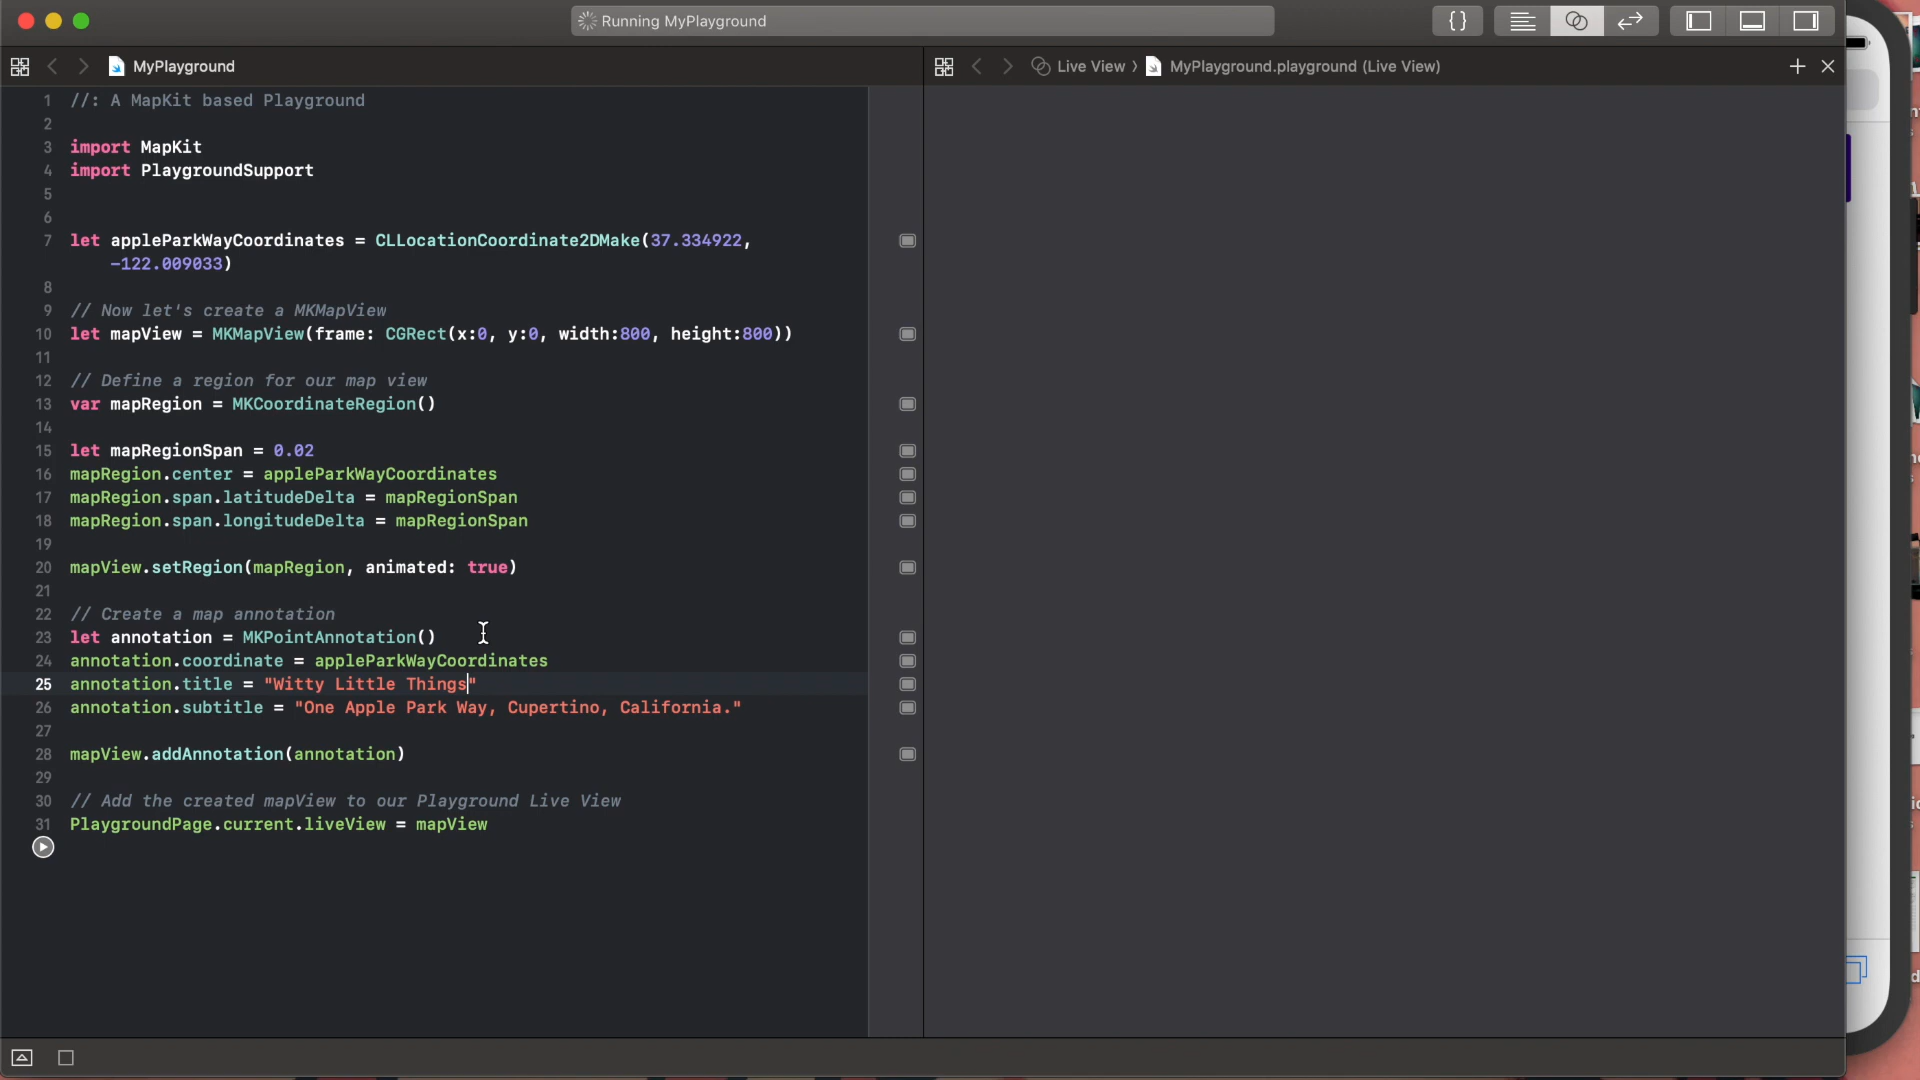 Running MyPlayground
{}
MyPlayground
Live View
MyPlayground.playground (Live View)
1 //: A MapKit based Playground
2
3 import MapKit
4 import PlaygroundSupport
5
6
7 let appleParkWayCoordinates = CLLocationCoordinate2DMake(37.334922,
-122.009033)
8
9 // Now let's create a MKMapView
10 let mapView = MKMapView(frame: CGRect(x:0, y:0, width:800, height:800))
11
12 // Define a region for our map view
13 var mapRegion = MKCoordinateRegion()
14
15 let mapRegionSpan = 0.02
16 mapRegion.center = appleParkWayCoordinates
17 mapRegion.span.latitudeDelta = mapRegionSpan
18 mapRegion.span.longitudeDelta = mapRegionSpan
19
20 mapView.setRegion(mapRegion, animated: true)
21
22 // Create a map annotation
23 let annotation = MKPointAnnotation()
24 annotation.coordinate = appleParkWayCoordinates
25 annotation.title = "Witty Little Things"
26 annotation.subtitle = "One Apple Park Way, Cupertino, California."
27
28 mapView.addAnnotation(annotation)
29
30 // Add the created mapView to our Playground Live View
31 PlaygroundPage.current.liveView = mapView